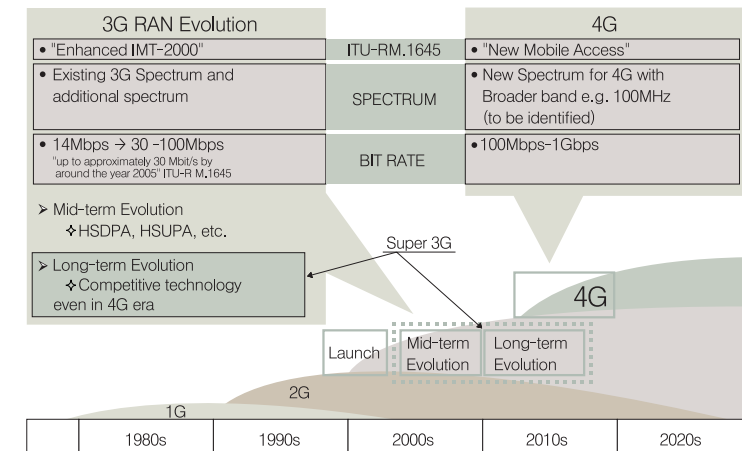 3G RAN Evolution
4G
• "Enhanced IMT-2000"
ITU-RM.1645
• "New Mobile Access"
• Existing 3G Spectrum and
additional spectrum
SPECTRUM
• New Spectrum for 4G with
Broader band e.g. 100MHz
(to be identified)
• 14Mbps → 30 -100Mbps
"up to approximately 30 Mbit/s by
around the year 2005" ITU-R M.1645
BIT RATE
•100Mbps-1Gbps
➢ Mid-term Evolution
✧HSDPA, HSUPA, etc.
➢ Long-term Evolution
✧Competitive technology
even in 4G era
Super 3G
4G
Launch
Mid-term
Evolution
Long-term
Evolution
2G
1G
1980s
1990s
2000s
2010s
2020s